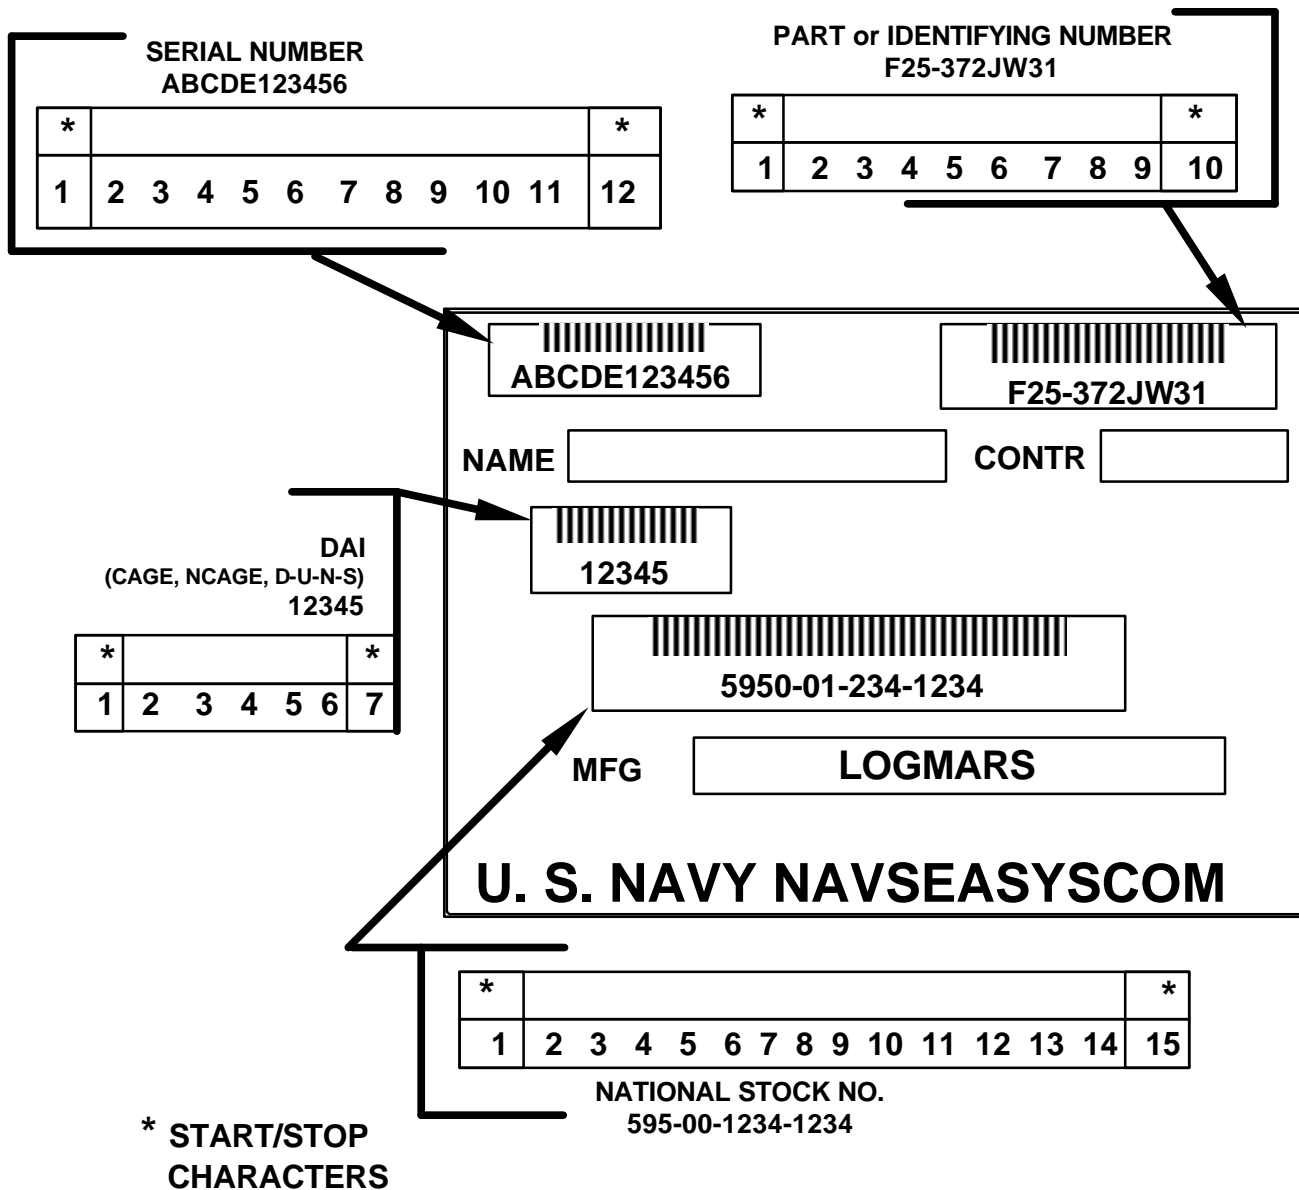 SERIAL NUMBER
ABCDE123456
* *
1 2 3 4 5 6 7 8 9 10 11 12
PART or IDENTIFYING NUMBER
F25-372JW31
* *
1 2 3 4 5 6 7 8 9 10
ABCDE123456
F25-372JW31
NAME
CONTR
DAI
(CAGE, NCAGE, D-U-N-S)
12345
* *
1 2 3 4 5 6 7
12345
5950-01-234-1234
MFG
LOGMARS
U. S. NAVY NAVSEASYSCOM
* *
1 2 3 4 5 6 7 8 9 10 11 12 13 14 15
NATIONAL STOCK NO.
595-00-1234-1234
* START/STOP
CHARACTERS